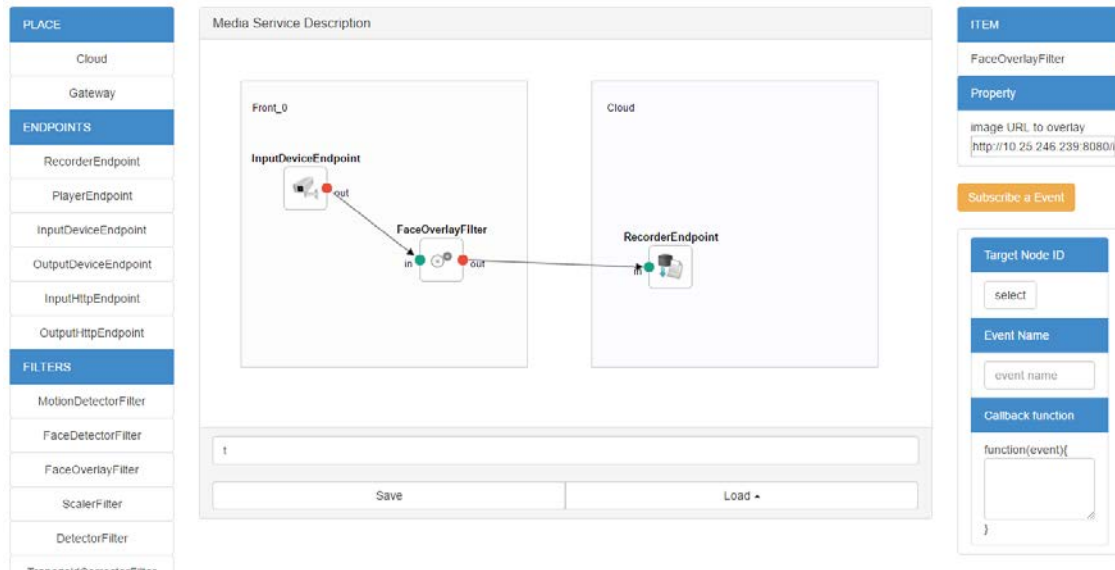 PLACE
Cloud
Gateway
ENDPOINTS
RecorderEndpoint
PlayerEndpoint
InputDeviceEndpoint
OutputDeviceEndpoint
InputHttpEndpoint
OutputHttpEndpoint
FILTERS
MotionDetectorFilter
FaceDetectorFilter
FaceOverlayFilter
ScalerFilter
DetectorFilter
Media Serivice Description
Front_0
InputDeviceEndpoint
out
FaceOverlayFilter
in
out
Cloud
RecorderEndpoint
in
t
Save
Load
ITEM
FaceOverlayFilter
Property
image URL to overlay
http://10.25.246.239:8080/
Subscribe a Event
Target Node ID
select
Event Name
event name
Callback function
function(event){
}